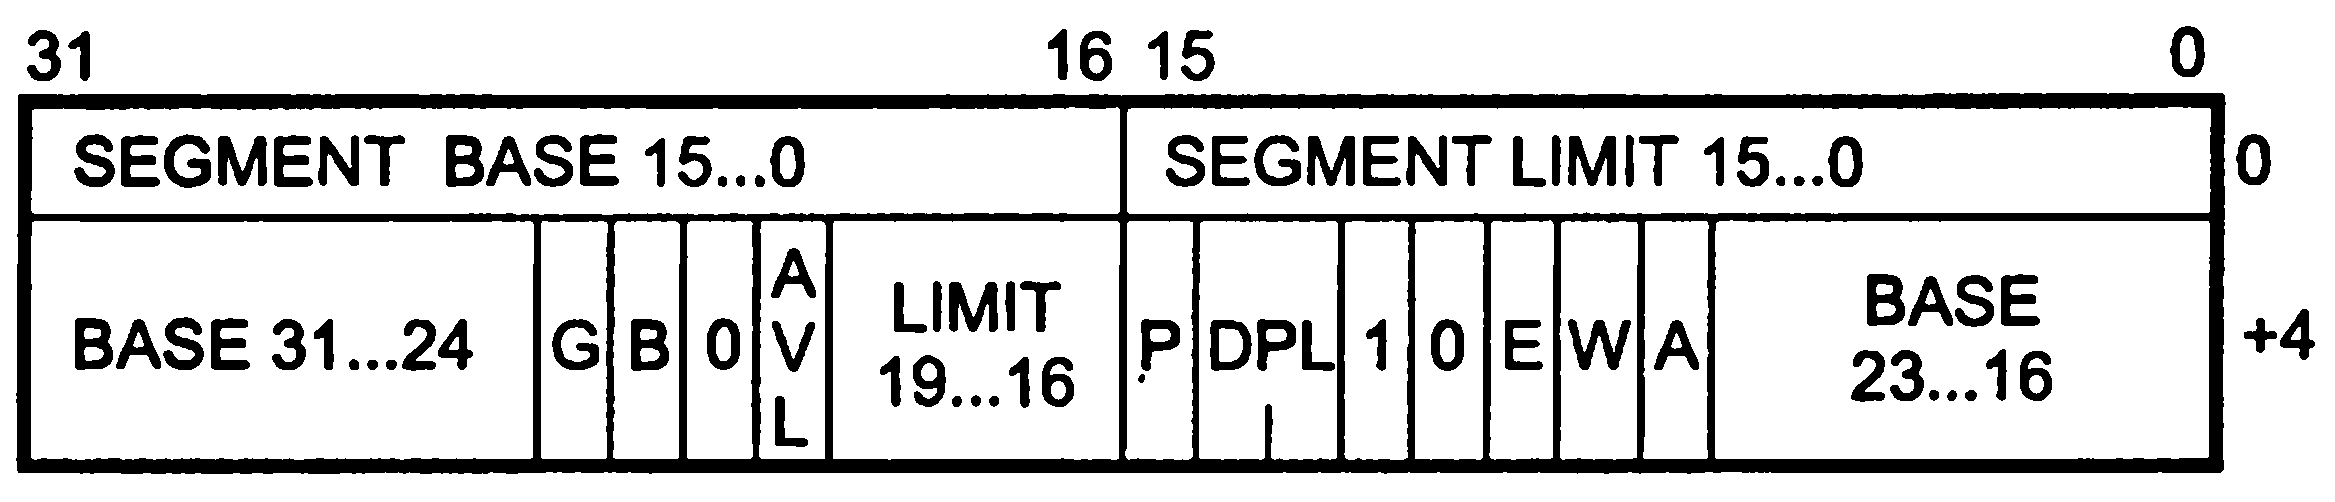 31 16 15 0
SEGMENT BASE 15...0 SEGMENT LIMIT 15...0 0
BASE 31...24 G B 0 AVL LIMIT 19...16 P DPL 1 0 E W A BASE 23...16 +4